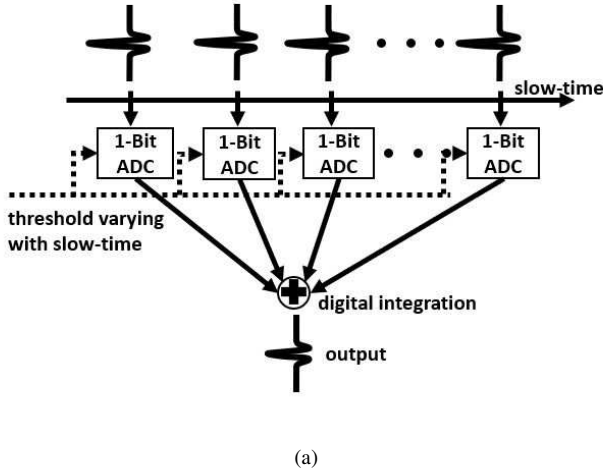 slow-time
1-Bit ADC
1-Bit ADC
1-Bit ADC
1-Bit ADC
threshold varying
with slow-time
digital integration
output
(a)